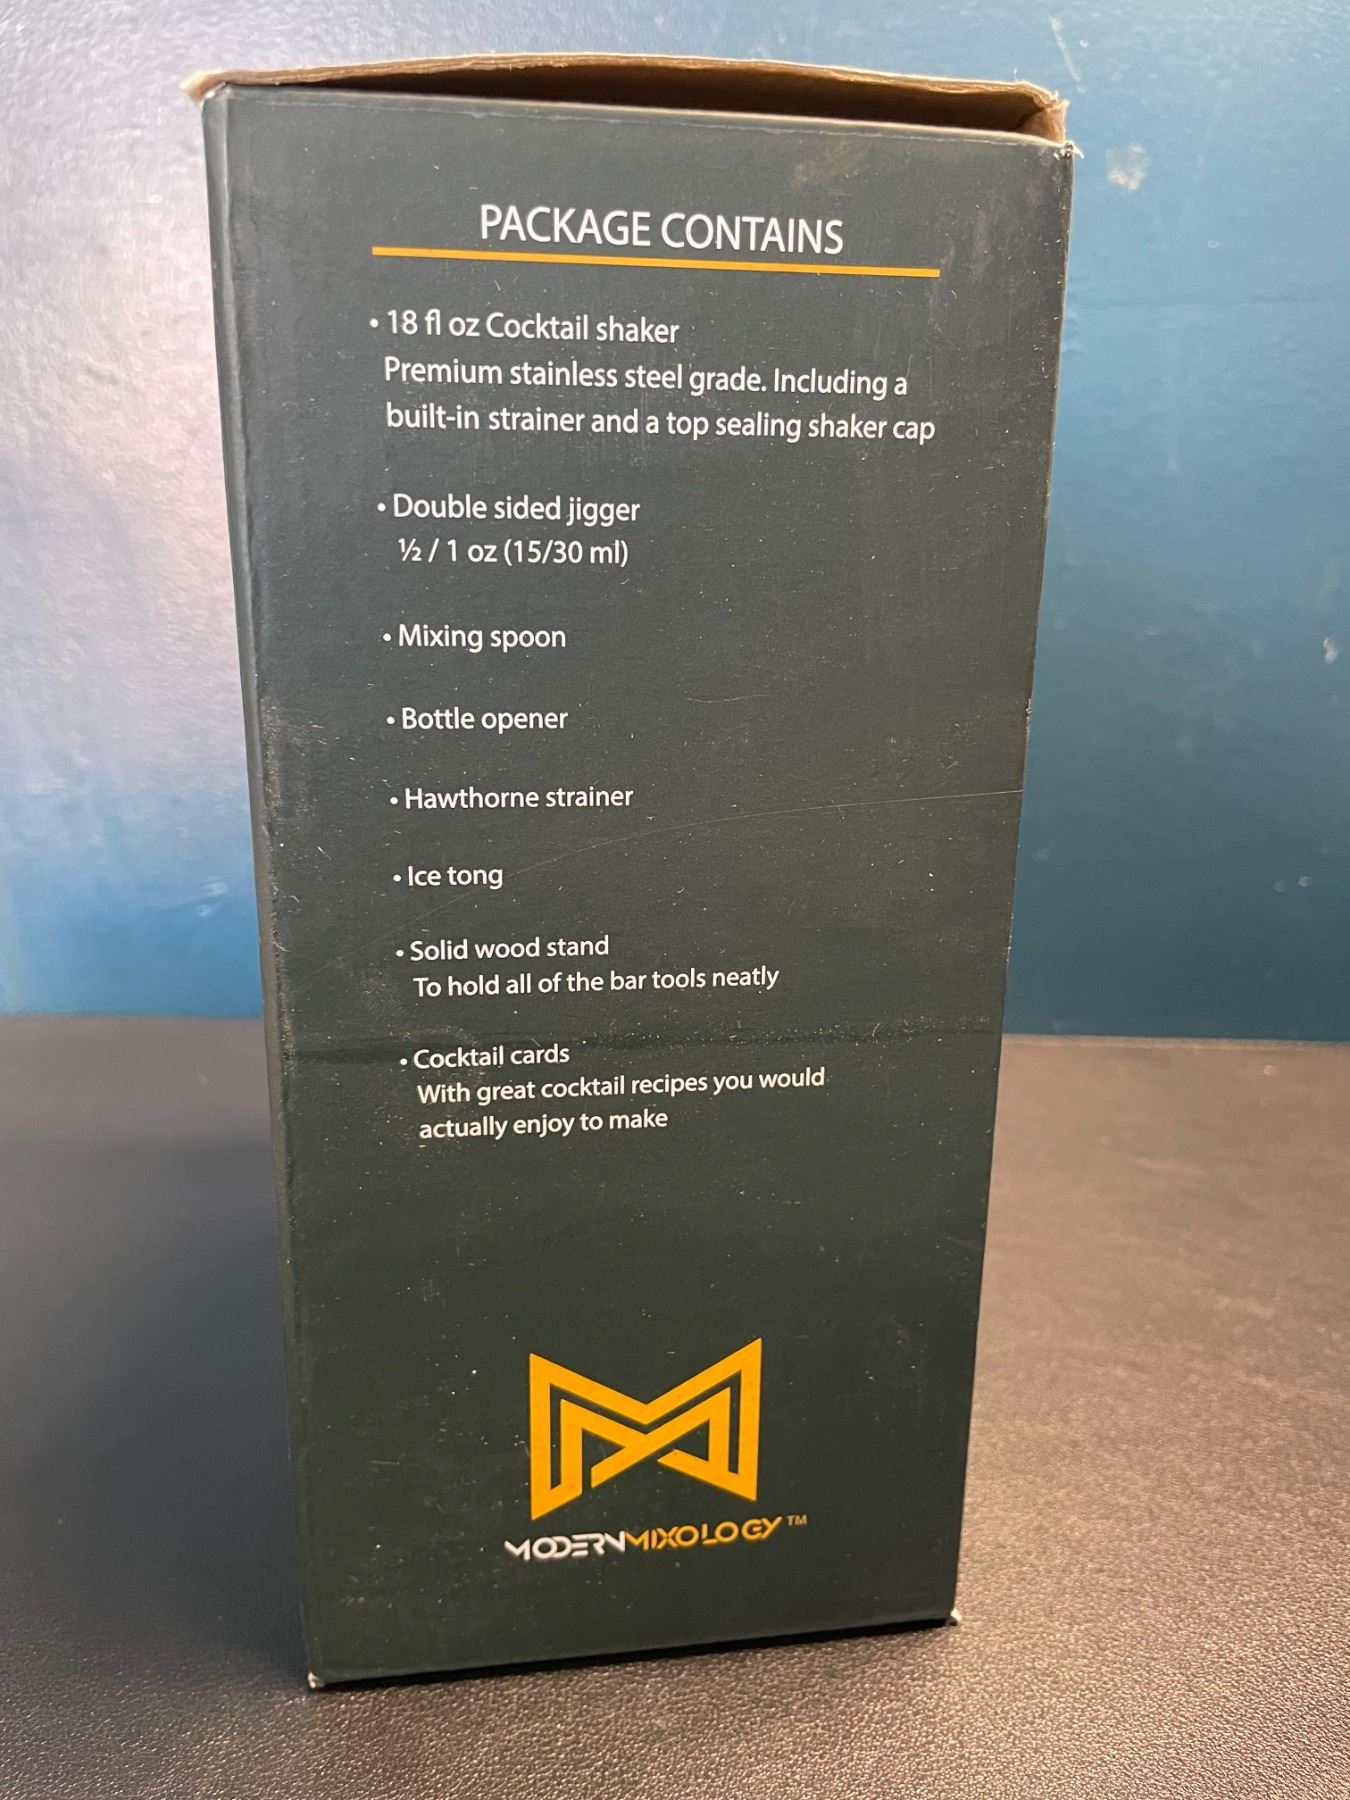 PACKAGE CONTAINS
• 18 fl oz Cocktail shaker
Premium stainless steel grade. Including a
built-in strainer and a top sealing shaker cap
• Double sided jigger
½ / 1 oz (15/30 ml)
• Mixing spoon
• Bottle opener
• Hawthorne strainer
• Ice tong
• Solid wood stand
To hold all of the bar tools neatly
• Cocktail cards
With great cocktail recipes you would
actually enjoy to make
MODERNMIXOLOGY™